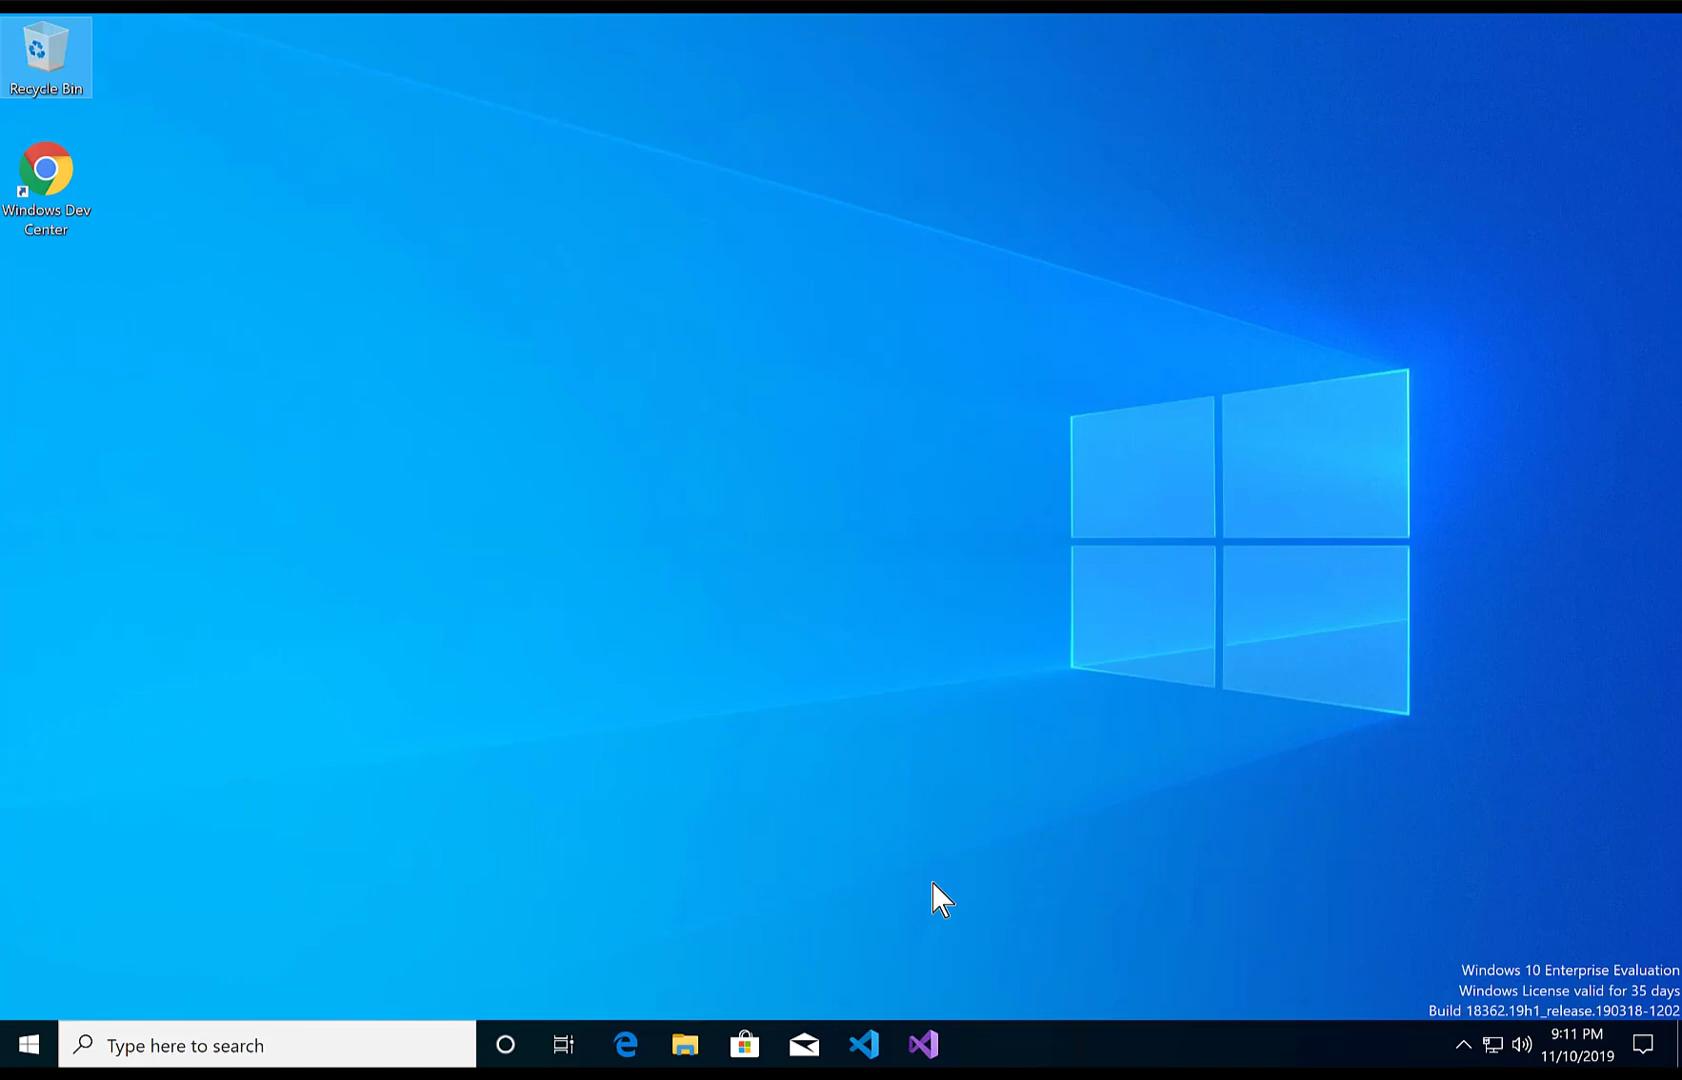 Recycle Bin
Windows Dev
Center
Windows 10 Enterprise Evaluation
Windows License valid for 35 days
Build 18362.19h1_release.190318-1202
Type here to search
9:11 PM
11/10/2019